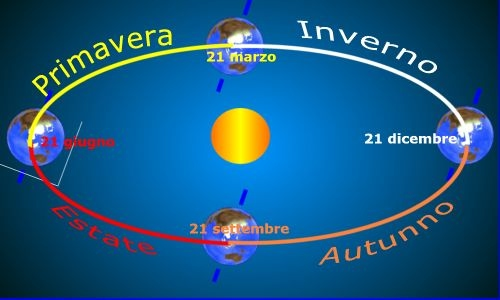 Primavera
Inverno
21 marzo
21 giugno
21 dicembre
21 settembre
Estate
Autunno